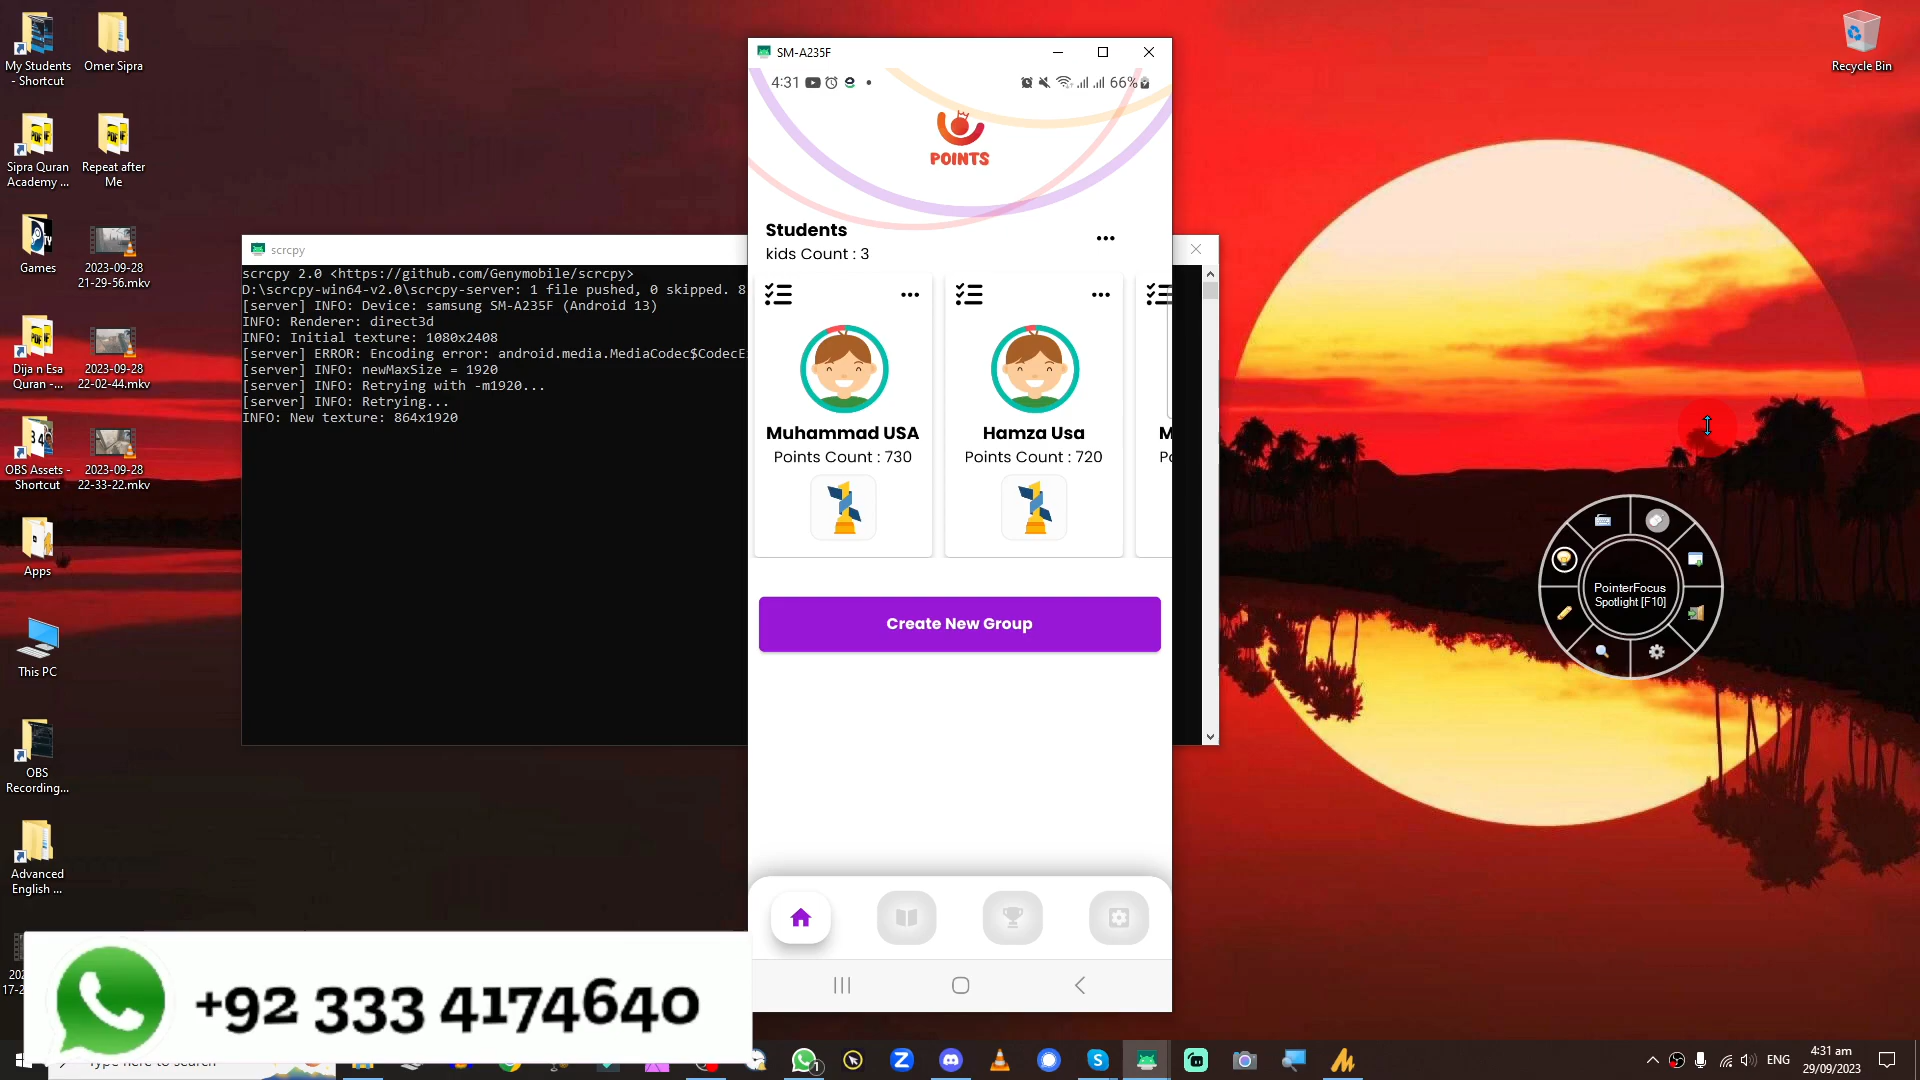 My Students
- Shortcut
Omer Sipra
Sipra Quran
Academy ...
Repeat after
Me
Games
2023-09-28
21-29-56.mkv
Dija n Esa
Quran -...
2023-09-28
22-02-44.mkv
OBS Assets -
Shortcut
2023-09-28
22-33-22.mkv
Apps
This PC
OBS
Recording...
Advanced
English ...
Recycle Bin
scrcpy
scrcpy 2.0 <https://github.com/Genymobile/scrcpy>
D:\scrcpy-win64-v2.0\scrcpy-server: 1 file pushed, 0 skipped. 8
[server] INFO: Device: samsung SM-A235F (Android 13)
INFO: Renderer: direct3d
INFO: Initial texture: 1080x2408
[server] ERROR: Encoding error: android.media.MediaCodec$CodecE
[server] INFO: newMaxSize = 1920
[server] INFO: Retrying with -m1920...
[server] INFO: Retrying...
INFO: New texture: 864x1920
SM-A235F
4:31
66%
POINTS
Students
kids Count : 3
Muhammad USA
Points Count : 730
Hamza Usa
Points Count : 720
Create New Group
PointerFocus
Spotlight [F10]
+92 333 4174640
Type here to search
ENG
4:31 am
29/09/2023